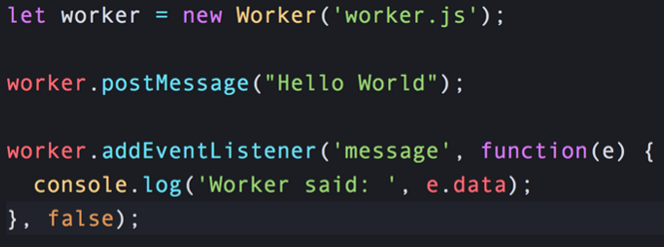 let worker = new Worker('worker.js');
worker.postMessage("Hello World");
worker.addEventListener('message', function(e) {
  console.log('Worker said: ', e.data);
}, false);